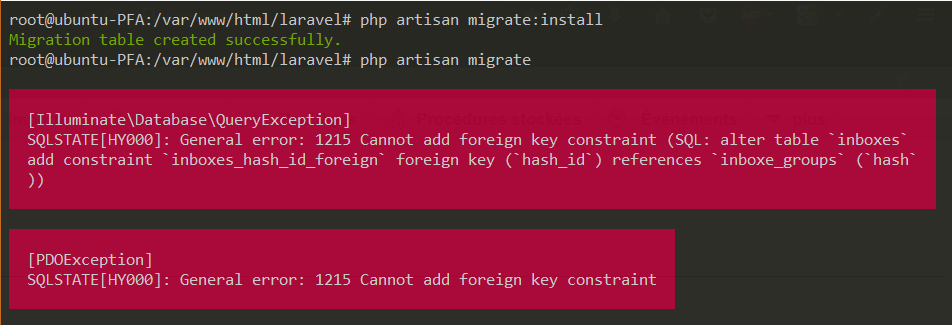 root@ubuntu-PFA:/var/www/html/laravel# php artisan migrate:install
Migration table created successfully.
root@ubuntu-PFA:/var/www/html/laravel# php artisan migrate
[Illuminate\Database\QueryException]
SQLSTATE[HY000]: General error: 1215 Cannot add foreign key constraint (SQL: alter table `inboxes`
add constraint `inboxes_hash_id_foreign` foreign key (`hash_id`) references `inboxe_groups` (`hash`
))
[PDOException]
SQLSTATE[HY000]: General error: 1215 Cannot add foreign key constraint